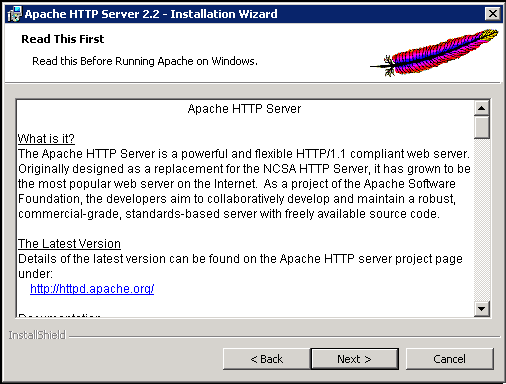 Apache HTTP Server 2.2 - Installation Wizard
Read This First
Read this Before Running Apache on Windows.
Apache HTTP Server
What is it?
The Apache HTTP Server is a powerful and flexible HTTP/1.1 compliant web server.
Originally designed as a replacement for the NCSA HTTP Server, it has grown to be
the most popular web server on the Internet.  As a project of the Apache Software
Foundation, the developers aim to collaboratively develop and maintain a robust,
commercial-grade, standards-based server with freely available source code.
The Latest Version
Details of the latest version can be found on the Apache HTTP server project page
under:
http://httpd.apache.org/
Documentation
InstallShield
< Back
Next >
Cancel